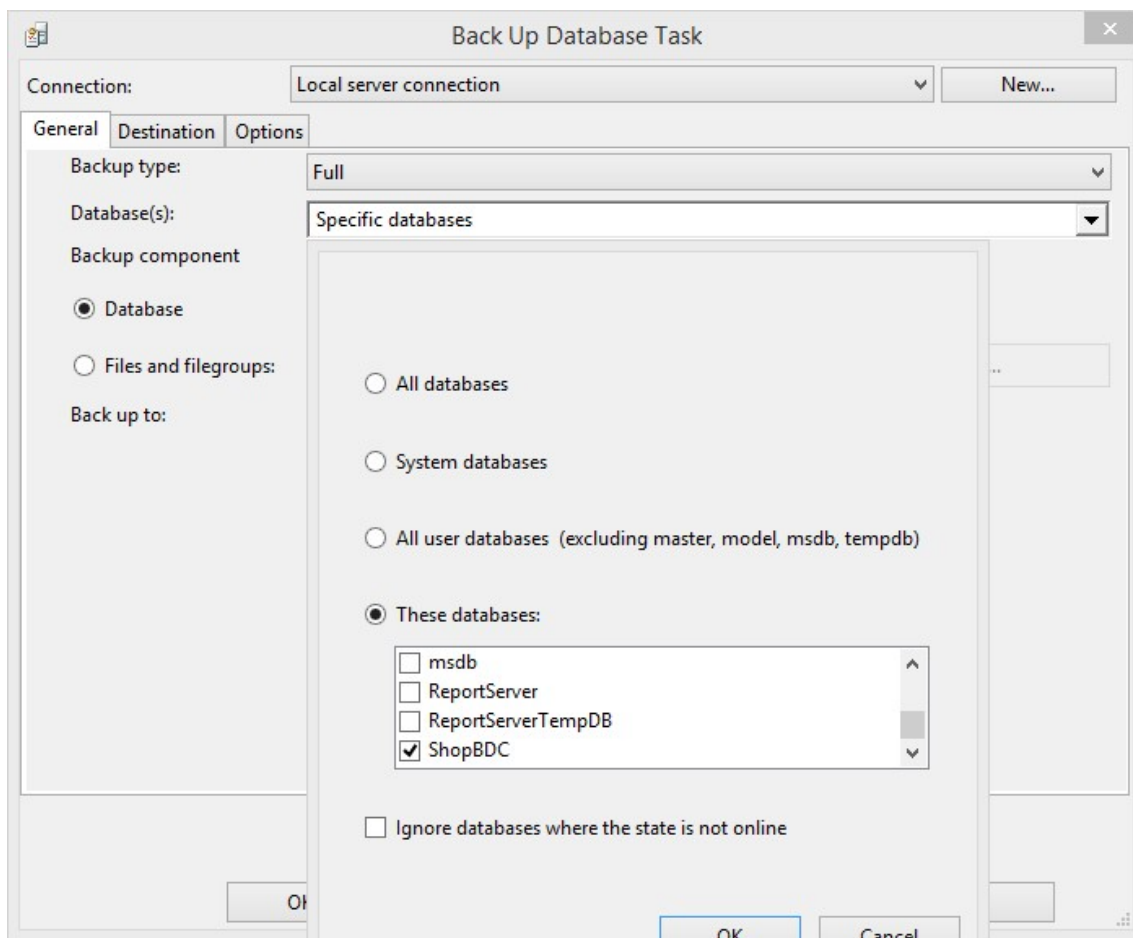 Back Up Database Task
Connection: Local server connection New...
General Destination Options
Backup type: Full
Database(s): Specific databases
Backup component
Database
Files and filegroups: ...
Back up to:
All databases
System databases
All user databases (excluding master, model, msdb, tempdb)
These databases:
msdb
ReportServer
ReportServerTempDB
ShopBDC
Ignore databases where the state is not online
OK Cancel